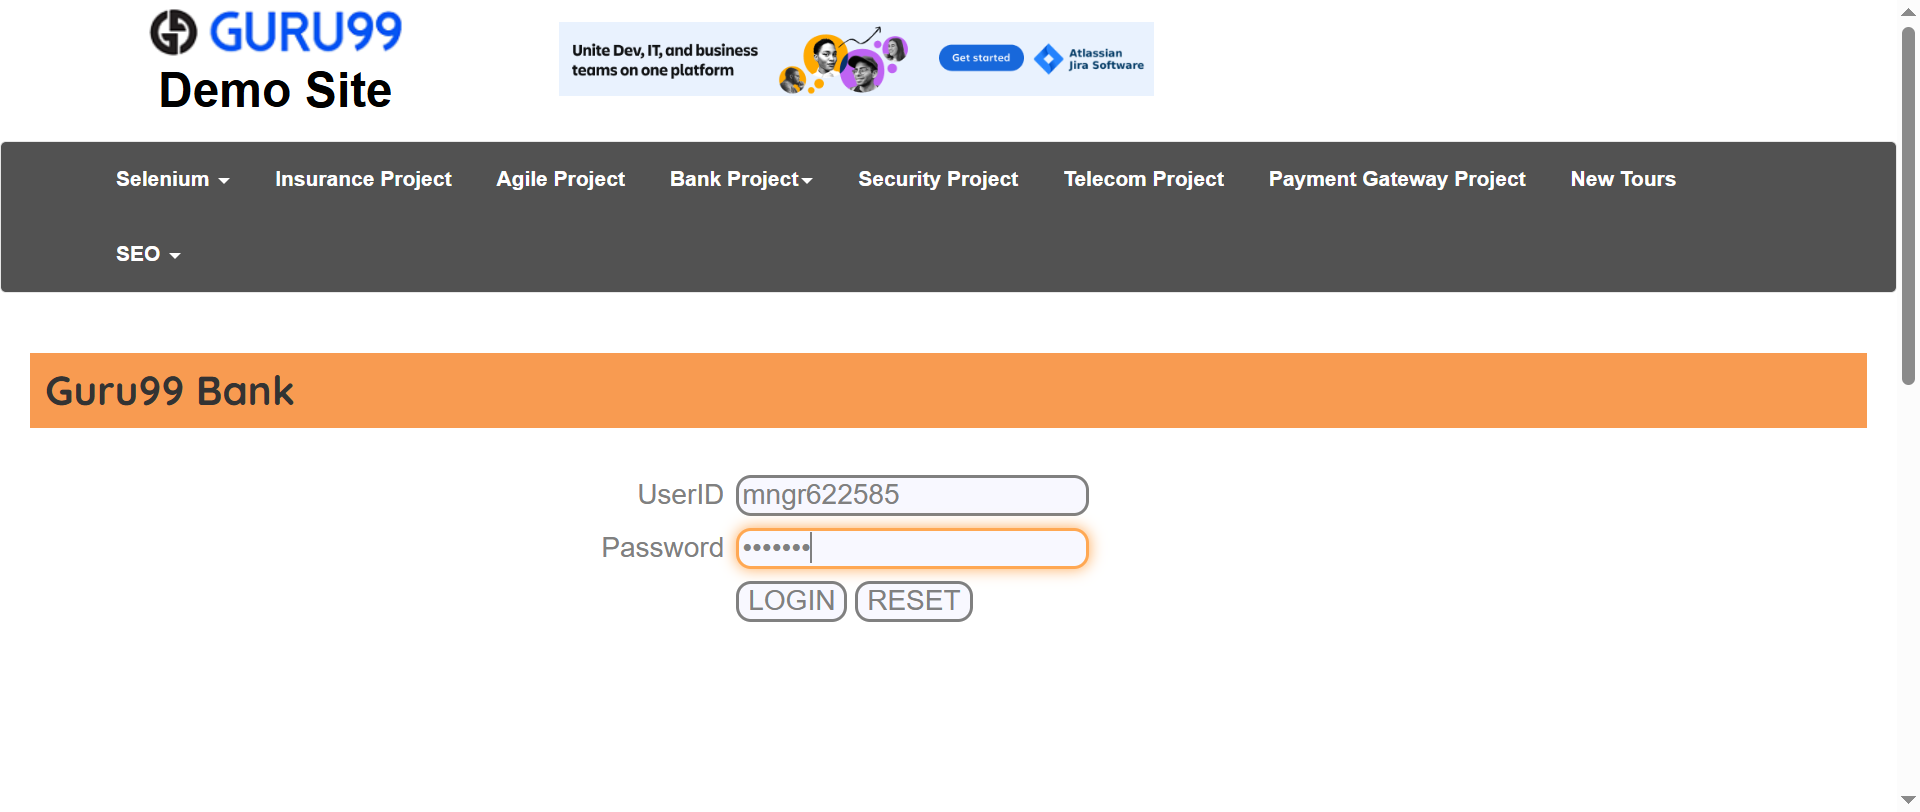 GURU99
Demo Site
Unite Dev, IT, and business
teams on one platform
Get started
Atlassian
Jira Software
Selenium
Insurance Project
Agile Project
Bank Project
Security Project
Telecom Project
Payment Gateway Project
New Tours
SEO
Guru99 Bank
UserID mngr622585
Password •••••••
LOGIN RESET